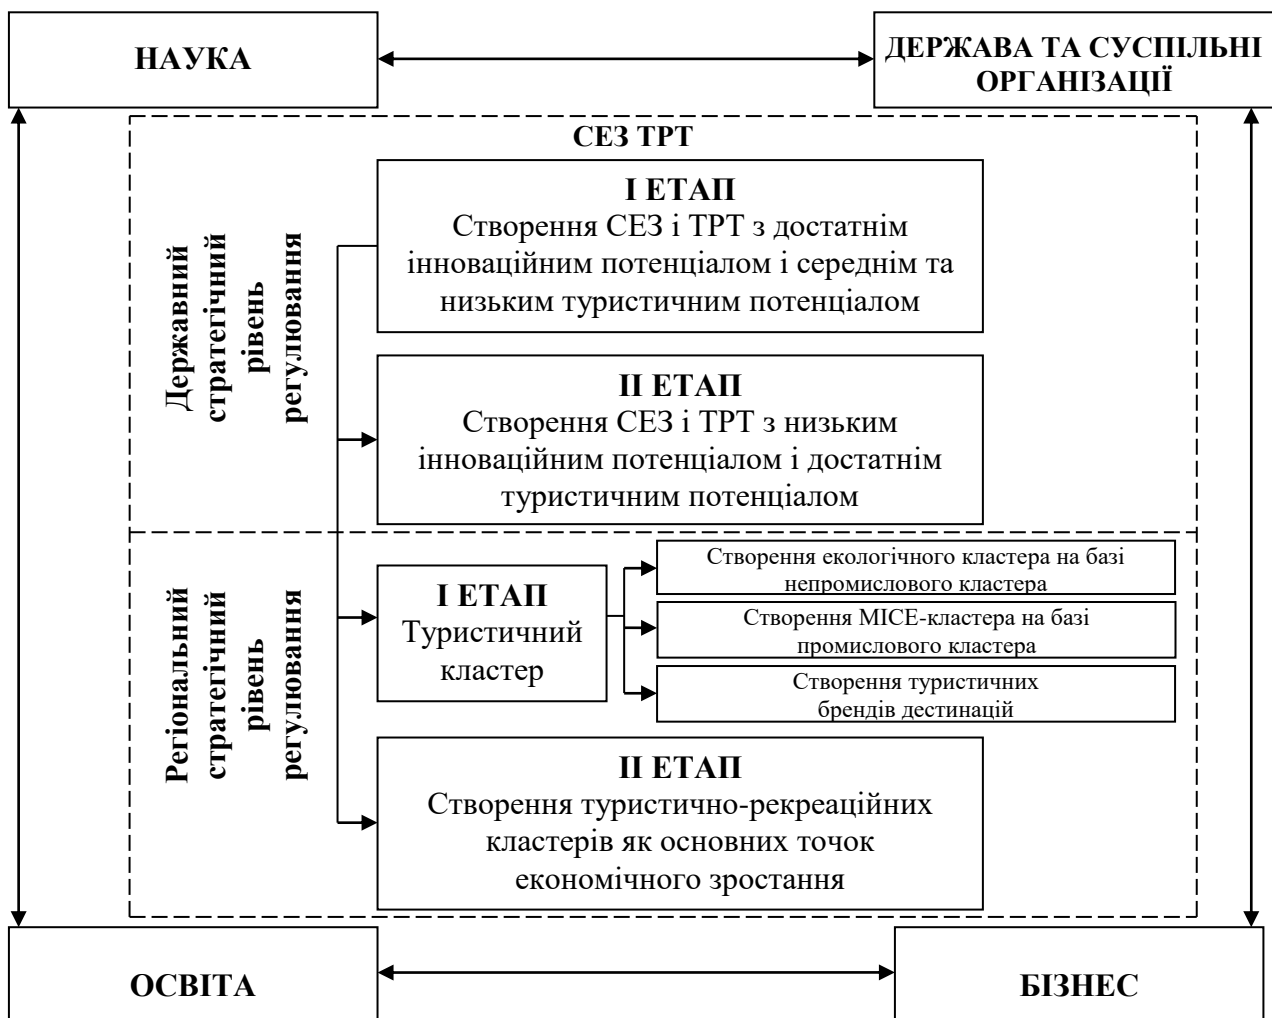 НАУКА
ДЕРЖАВА ТА СУСПІЛЬНІ
ОРГАНІЗАЦІЇ
СЕЗ ТРТ
Державний
стратегічний
рівень
регулювання
І ЕТАП
Створення СЕЗ і ТРТ з достатнім
інноваційним потенціалом і середнім та
низьким туристичним потенціалом
ІІ ЕТАП
Створення СЕЗ і ТРТ з низьким
інноваційним потенціалом і достатнім
туристичним потенціалом
Регіональний
стратегічний
рівень
регулювання
І ЕТАП
Туристичний
кластер
Створення екологічного кластера на базі
непромислового кластера
Створення MICE-кластера на базі
промислового кластера
Створення туристичних
брендів дестинацій
ІІ ЕТАП
Створення туристично-рекреаційних
кластерів як основних точок
економічного зростання
ОСВІТА
БІЗНЕС